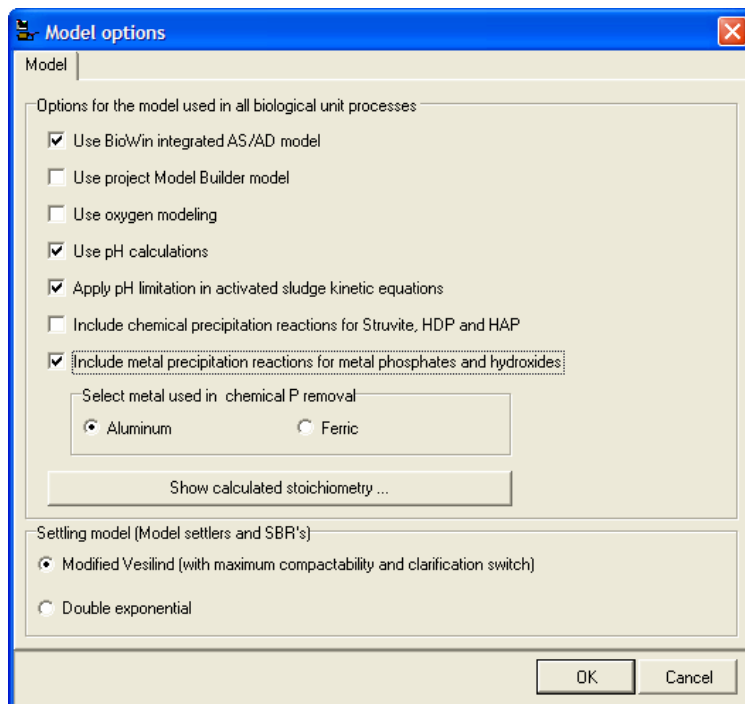 Model options
Model
Options for the model used in all biological unit processes
Use BioWin integrated AS/AD model
Use project Model Builder model
Use oxygen modeling
Use pH calculations
Apply pH limitation in activated sludge kinetic equations
Include chemical precipitation reactions for Struvite, HDP and HAP
Include metal precipitation reactions for metal phosphates and hydroxides
Select metal used in chemical P removal
Aluminum Ferric
Show calculated stoichiometry ...
Settling model (Model settlers and SBR's)
Modified Vesilind (with maximum compactability and clarification switch)
Double exponential
OK Cancel